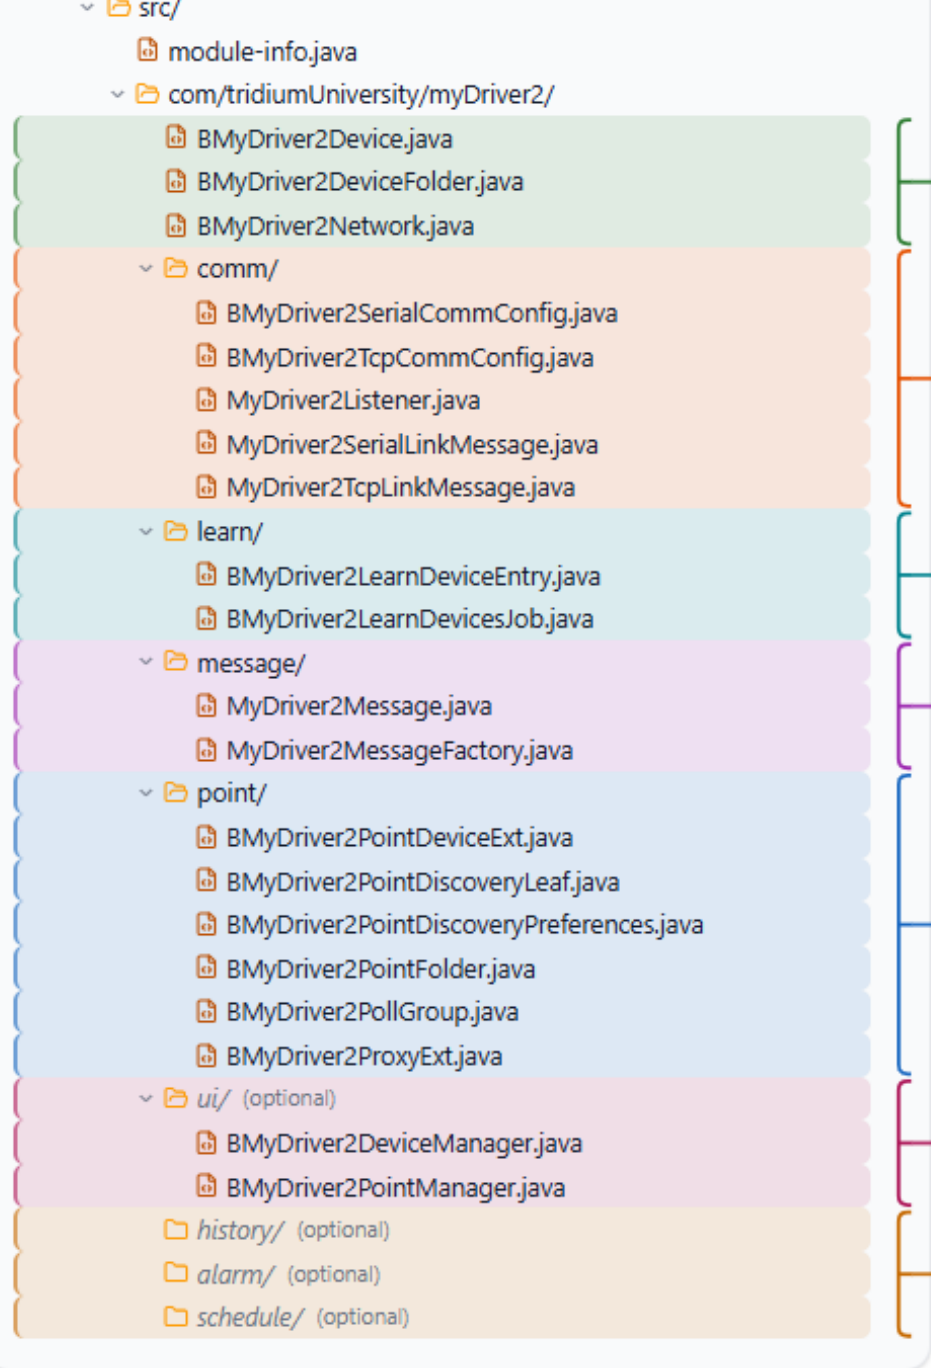 src/
module-info.java
com/tridiumUniversity/myDriver2/
BMyDriver2Device.java
BMyDriver2DeviceFolder.java
BMyDriver2Network.java
comm/
BMyDriver2SerialCommConfig.java
BMyDriver2TcpCommConfig.java
MyDriver2Listener.java
MyDriver2SerialLinkMessage.java
MyDriver2TcpLinkMessage.java
learn/
BMyDriver2LearnDeviceEntry.java
BMyDriver2LearnDevicesJob.java
message/
MyDriver2Message.java
MyDriver2MessageFactory.java
point/
BMyDriver2PointDeviceExt.java
BMyDriver2PointDiscoveryLeaf.java
BMyDriver2PointDiscoveryPreferences.java
BMyDriver2PointFolder.java
BMyDriver2PollGroup.java
BMyDriver2ProxyExt.java
ui/ (optional)
BMyDriver2DeviceManager.java
BMyDriver2PointManager.java
history/ (optional)
alarm/ (optional)
schedule/ (optional)